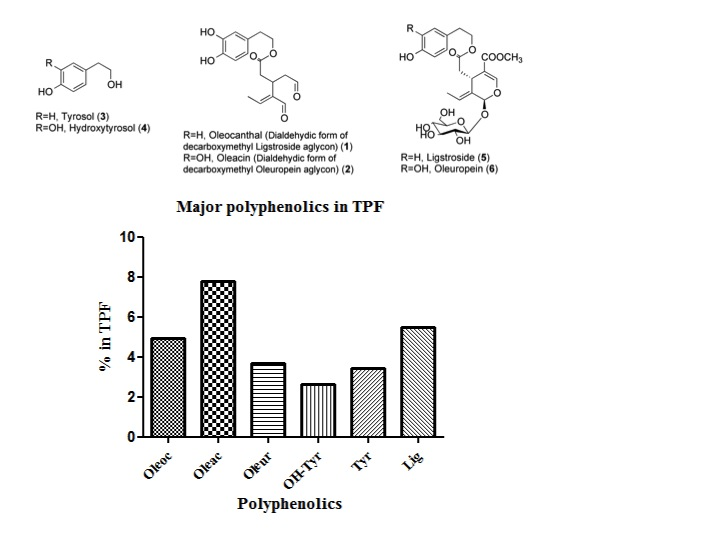 R
HO
OH
R=H, Tyrosol (3)
R=OH, Hydroxytyrosol (4)
HO
HO
O
O
O
O
R=H, Oleocanthal (Dialdehydic form of
decarboxymethyl Ligstroside aglycon) (1)
R=OH, Oleacin (Dialdehydic form of
decarboxymethyl Oleuropein aglycon) (2)
R
HO
O
O
COOCH3
O
O
OH
HO
HO
O
OH
R=H, Ligstroside (5)
R=OH, Oleuropein (6)
Major polyphenolics in TPF
10
8
6
4
2
0
% in TPF
Oleoc
Oleac
Oleur
OH-Tyr
Tyr
Lig
Polyphenolics